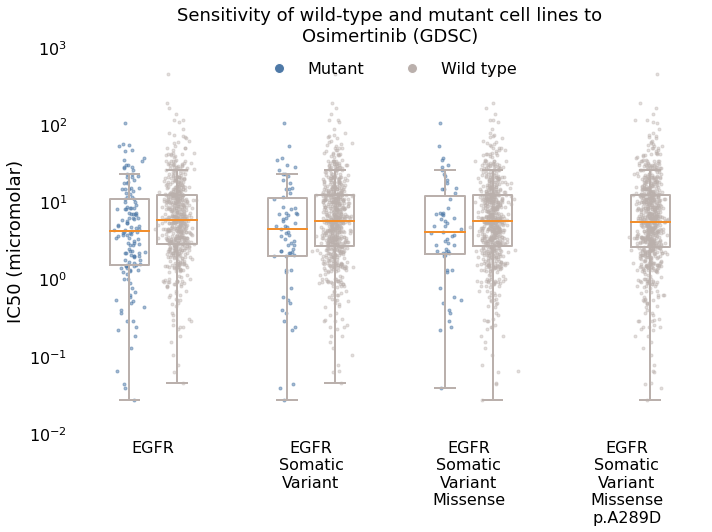 Sensitivity of wild-type and mutant cell lines to
Osimertinib (GDSC)
Mutant
Wild type
IC50 (micromolar)
10³
10²
10¹
10⁰
10⁻¹
10⁻²
EGFR
EGFR
Somatic
Variant
EGFR
Somatic
Variant
Missense
EGFR
Somatic
Variant
Missense
p.A289D